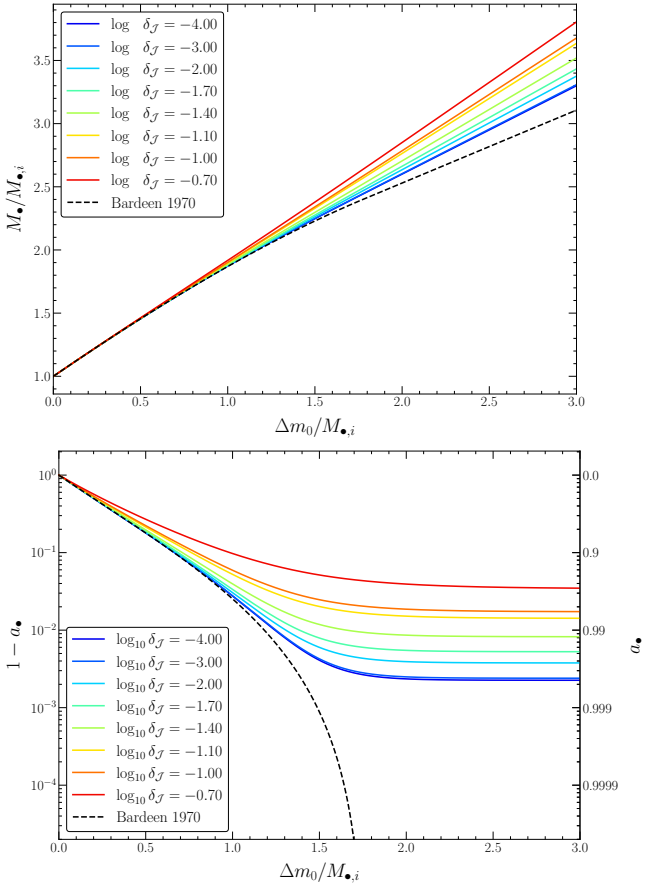 3.5
3.0
2.5
2.0
1.5
1.0
M●/M●,i
log δ𝒥 = −4.00
log δ𝒥 = −3.00
log δ𝒥 = −2.00
log δ𝒥 = −1.70
log δ𝒥 = −1.40
log δ𝒥 = −1.10
log δ𝒥 = −1.00
log δ𝒥 = −0.70
Bardeen 1970
0.0 0.5 1.0 1.5 2.0 2.5 3.0
Δm₀/M●,i
10⁰
10⁻¹
10⁻²
10⁻³
10⁻⁴
1 − a●
0.0
0.9
0.99
0.999
0.9999
a●
log₁₀ δ𝒥 = −4.00
log₁₀ δ𝒥 = −3.00
log₁₀ δ𝒥 = −2.00
log₁₀ δ𝒥 = −1.70
log₁₀ δ𝒥 = −1.40
log₁₀ δ𝒥 = −1.10
log₁₀ δ𝒥 = −1.00
log₁₀ δ𝒥 = −0.70
Bardeen 1970
0.0 0.5 1.0 1.5 2.0 2.5 3.0
Δm₀/M●,i